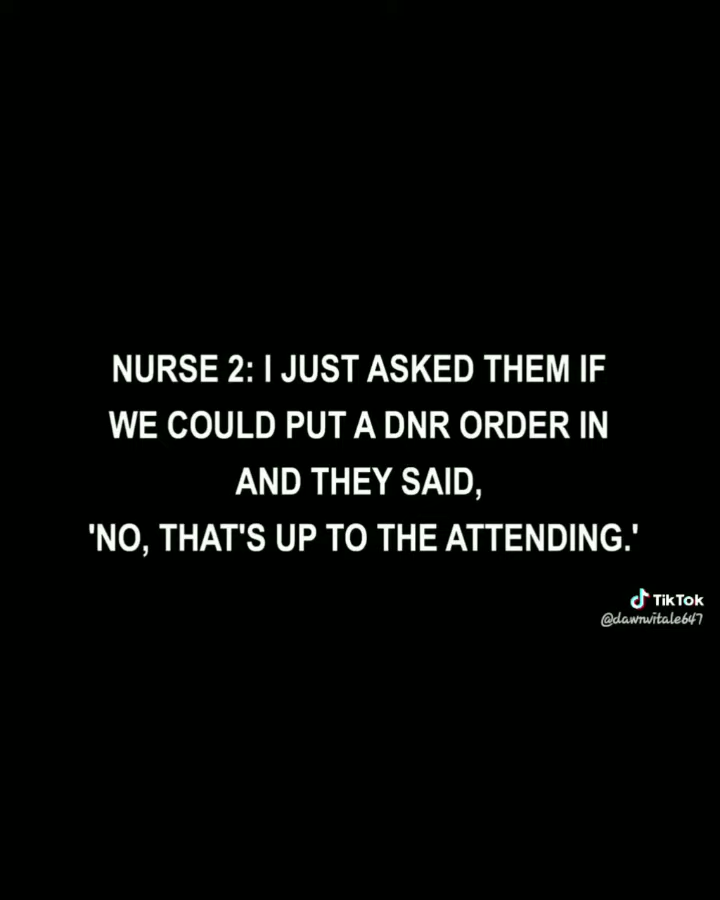 NURSE 2: I JUST ASKED THEM IF
WE COULD PUT A DNR ORDER IN
AND THEY SAID,
'NO, THAT'S UP TO THE ATTENDING.'
TikTok
@dawnvitale647